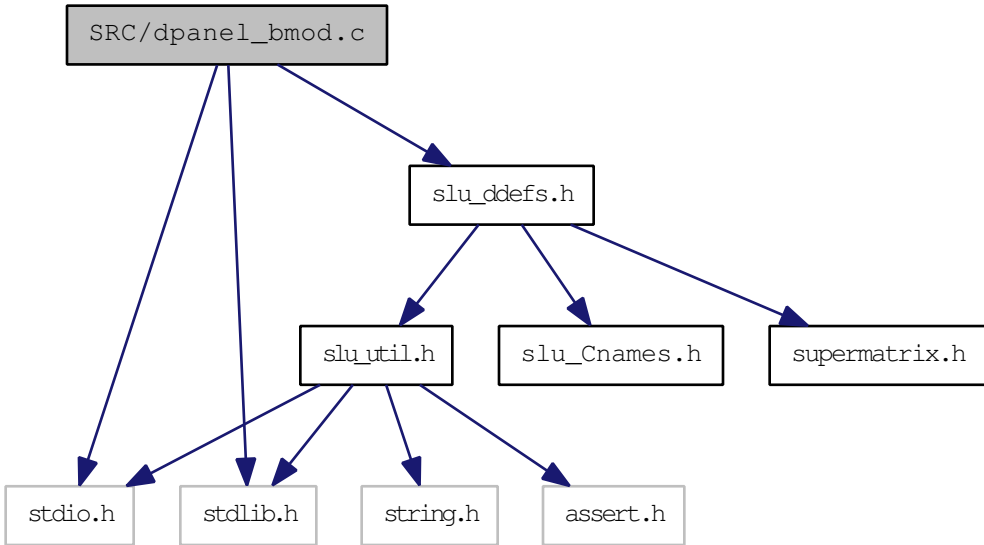 SRC/dpanel_bmod.c
slu_ddefs.h
slu_util.h
slu_Cnames.h
supermatrix.h
stdio.h
stdlib.h
string.h
assert.h